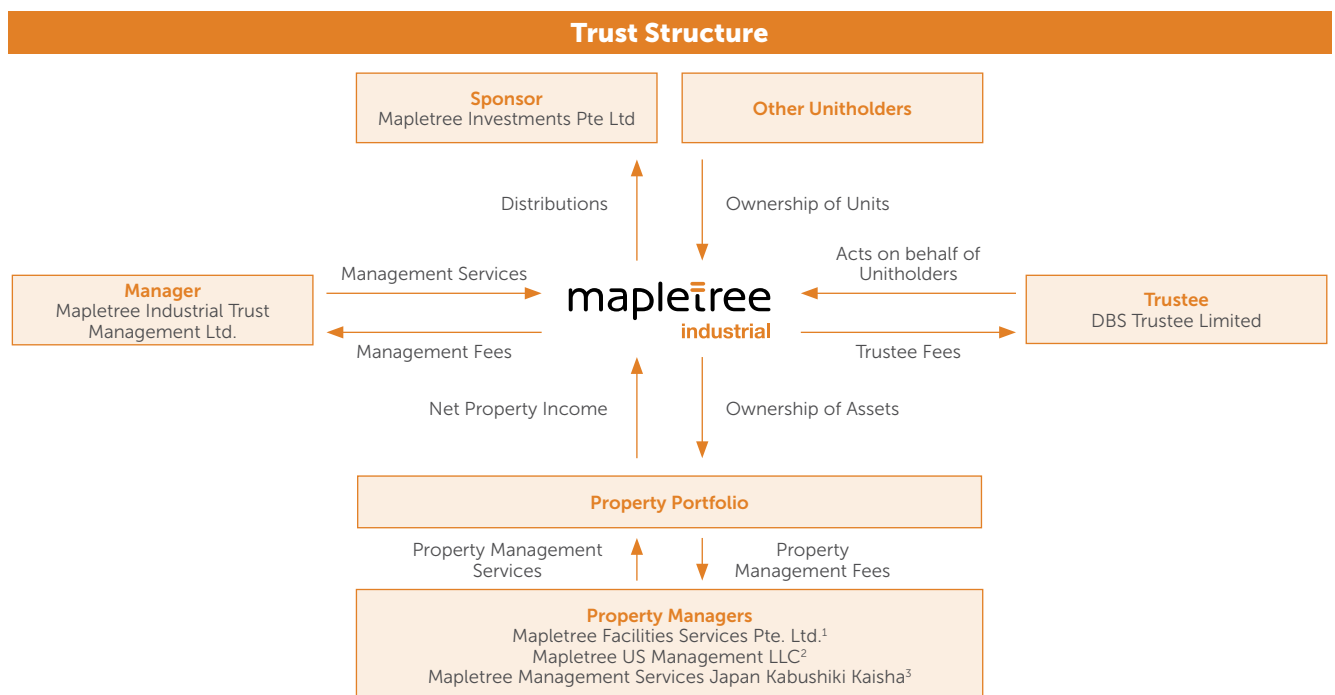 Trust Structure
Sponsor
Mapletree Investments Pte Ltd
Other Unitholders
Distributions
Ownership of Units
Manager
Mapletree Industrial Trust
Management Ltd.
Management Services
Management Fees
mapletree
industrial
Acts on behalf of
Unitholders
Trustee Fees
Trustee
DBS Trustee Limited
Net Property Income
Ownership of Assets
Property Portfolio
Property Management
Services
Property
Management Fees
Property Managers
Mapletree Facilities Services Pte. Ltd.¹
Mapletree US Management LLC²
Mapletree Management Services Japan Kabushiki Kaisha³